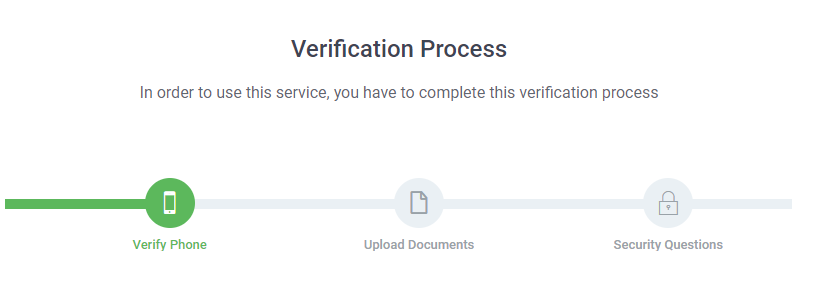 Verification Process
In order to use this service, you have to complete this verification process
Verify Phone
Upload Documents
Security Questions